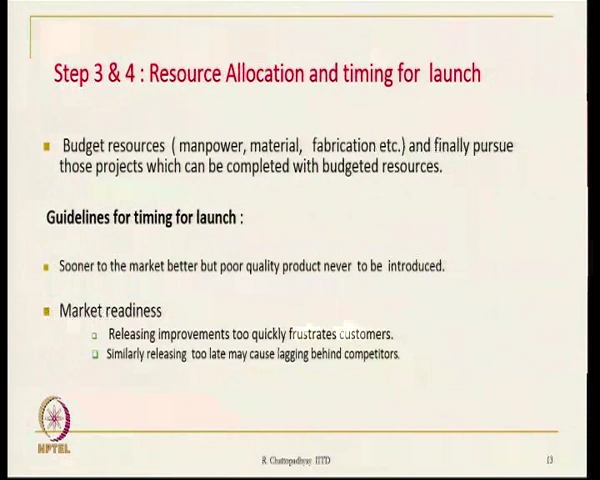 Step 3 & 4 : Resource Allocation and timing for launch
Budget resources ( manpower, material, fabrication etc.) and finally pursue
those projects which can be completed with budgeted resources.
Guidelines for timing for launch :
Sooner to the market better but poor quality product never to be introduced.
Market readiness
Releasing improvements too quickly frustrates customers.
Similarly releasing too late may cause lagging behind competitors.
NPTEL
R. Chattopadhyay IITD
13